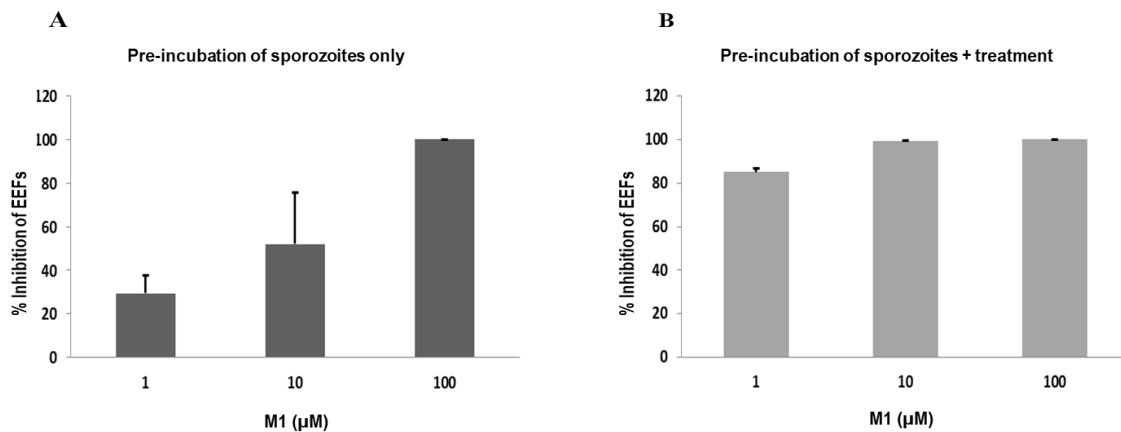 A
Pre-incubation of sporozoites only
120
100
80
60
40
20
0
% Inhibition of EEFs
1 10 100
M1 (µM)
B
Pre-incubation of sporozoites + treatment
120
100
80
60
40
20
0
% Inhibition of EEFs
1 10 100
M1 (µM)